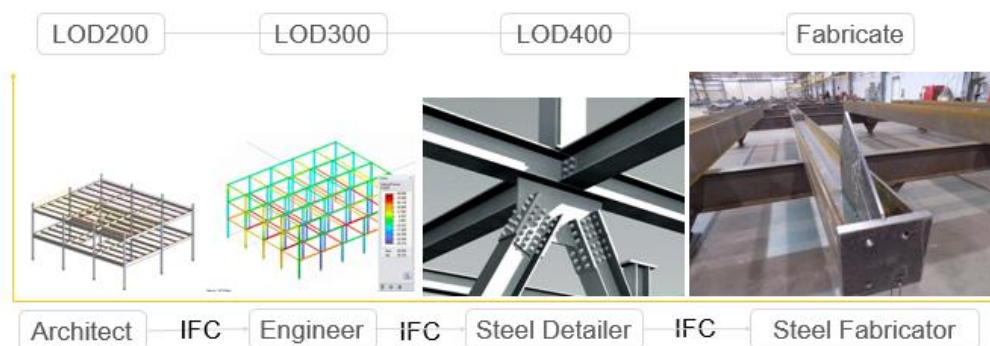 LOD200 LOD300 LOD400 Fabricate
Architect IFC Engineer IFC Steel Detailer IFC Steel Fabricator